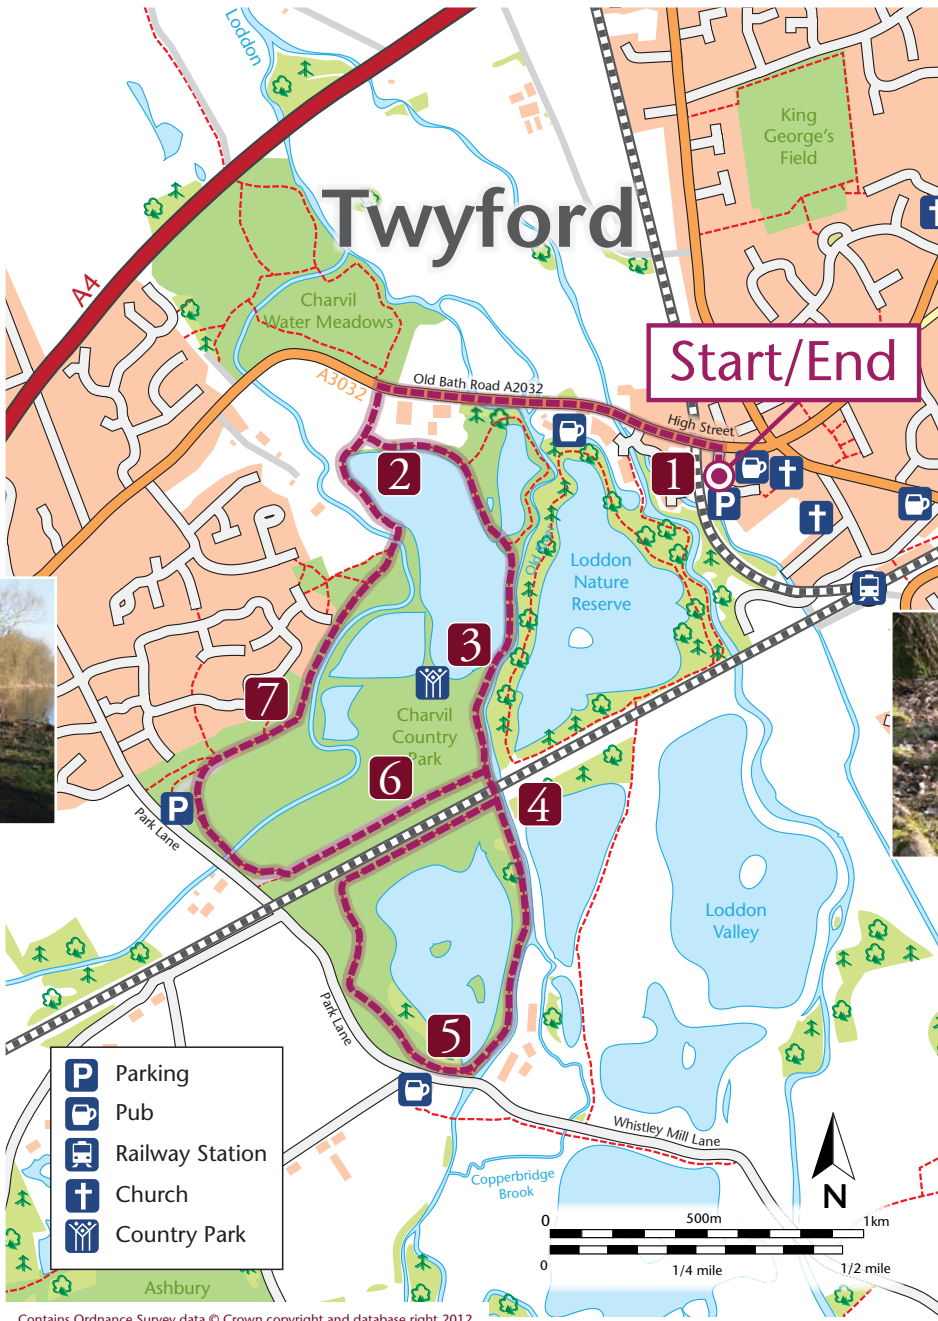 Loddon
King
George's
Field
Twyford
A4
Charvil
Water Meadows
Start/End
A3032
Old Bath Road A2032
High Street
2
1
P
Loddon
Nature
Reserve
3
7
Charvil
Country
Park
6
4
P
Park Lane
Loddon
Valley
Park Lane
5
P Parking
Pub
Railway Station
Church
Country Park
Whistley Mill Lane
Copperbridge
Brook
N
0 500m 1km
0 1/4 mile 1/2 mile
Ashbury
Contains Ordnance Survey data © Crown copyright and database right 2012